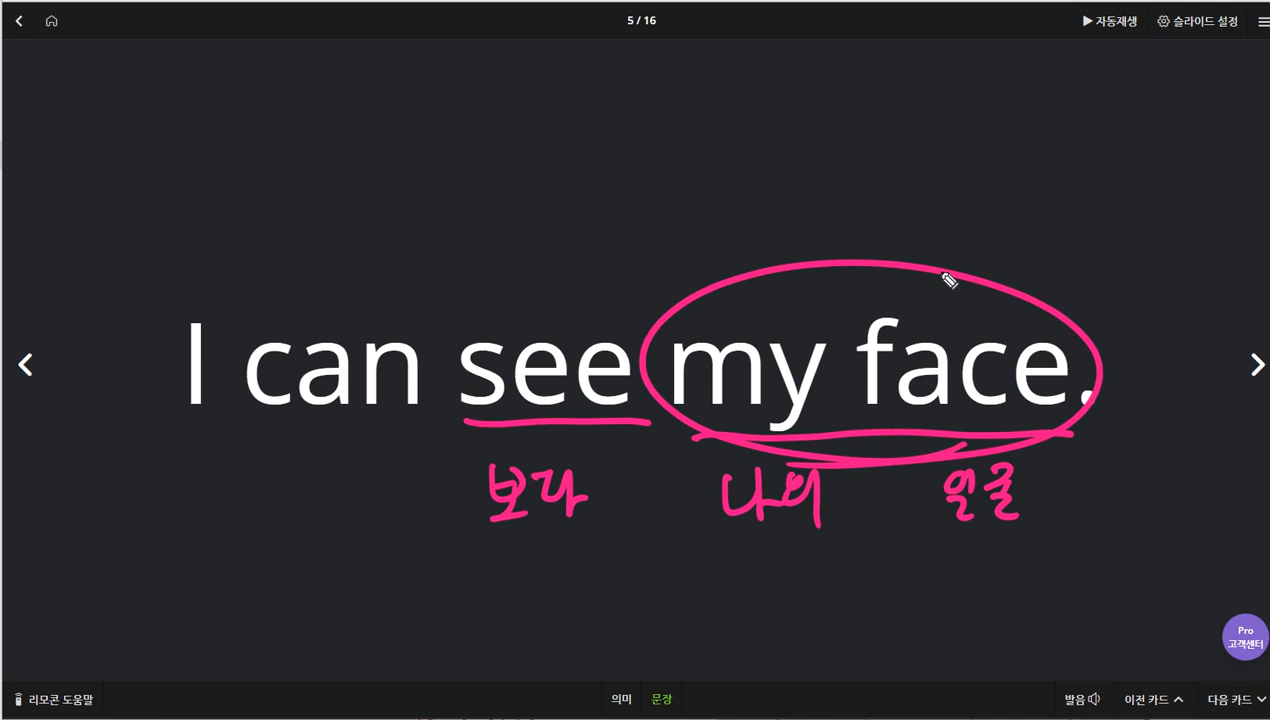 5 / 16
자동재생
슬라이드 설정
I can see my face.
보다 나의 얼굴
Pro
고객센터
리모콘 도움말
의미
문장
발음
이전 카드
다음 카드